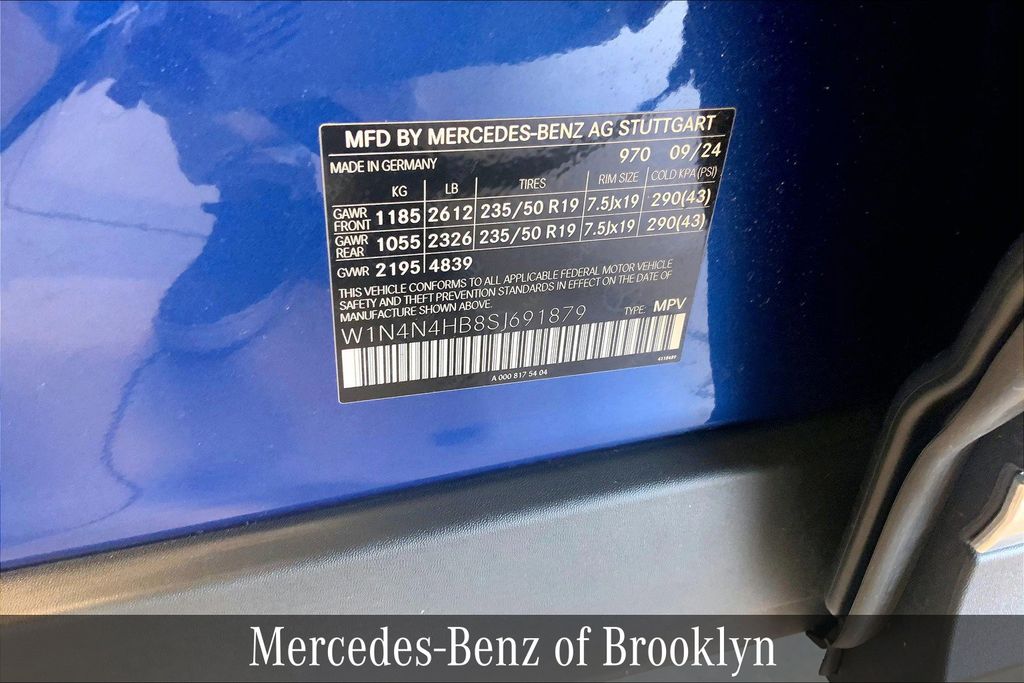 MFD BY MERCEDES-BENZ AG STUTTGART
MADE IN GERMANY 970 09/24
KG LB TIRES RIM SIZE COLD KPA (PSI)
GAWR FRONT 1185 2612 235/50 R19 7.5Jx19 290(43)
GAWR REAR 1055 2326 235/50 R19 7.5Jx19 290(43)
GVWR 2195 4839
THIS VEHICLE CONFORMS TO ALL APPLICABLE FEDERAL MOTOR VEHICLE
SAFETY AND THEFT PREVENTION STANDARDS IN EFFECT ON THE DATE OF
MANUFACTURE SHOWN ABOVE.
W1N4N4HB8SJ691879 TYPE: MPV
A 000 817 54 04
Mercedes-Benz of Brooklyn